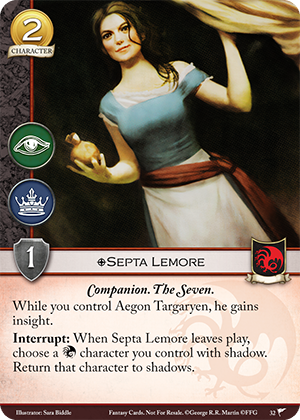 2
CHARACTER
1
Septa Lemore
Companion. The Seven.
While you control Aegon Targaryen, he gains
insight.
Interrupt: When Septa Lemore leaves play,
choose a character you control with shadow.
Return that character to shadows.
Illustrator: Sara Biddle
Fantasy Cards. Not For Resale. ©George R.R. Martin ©FFG
32